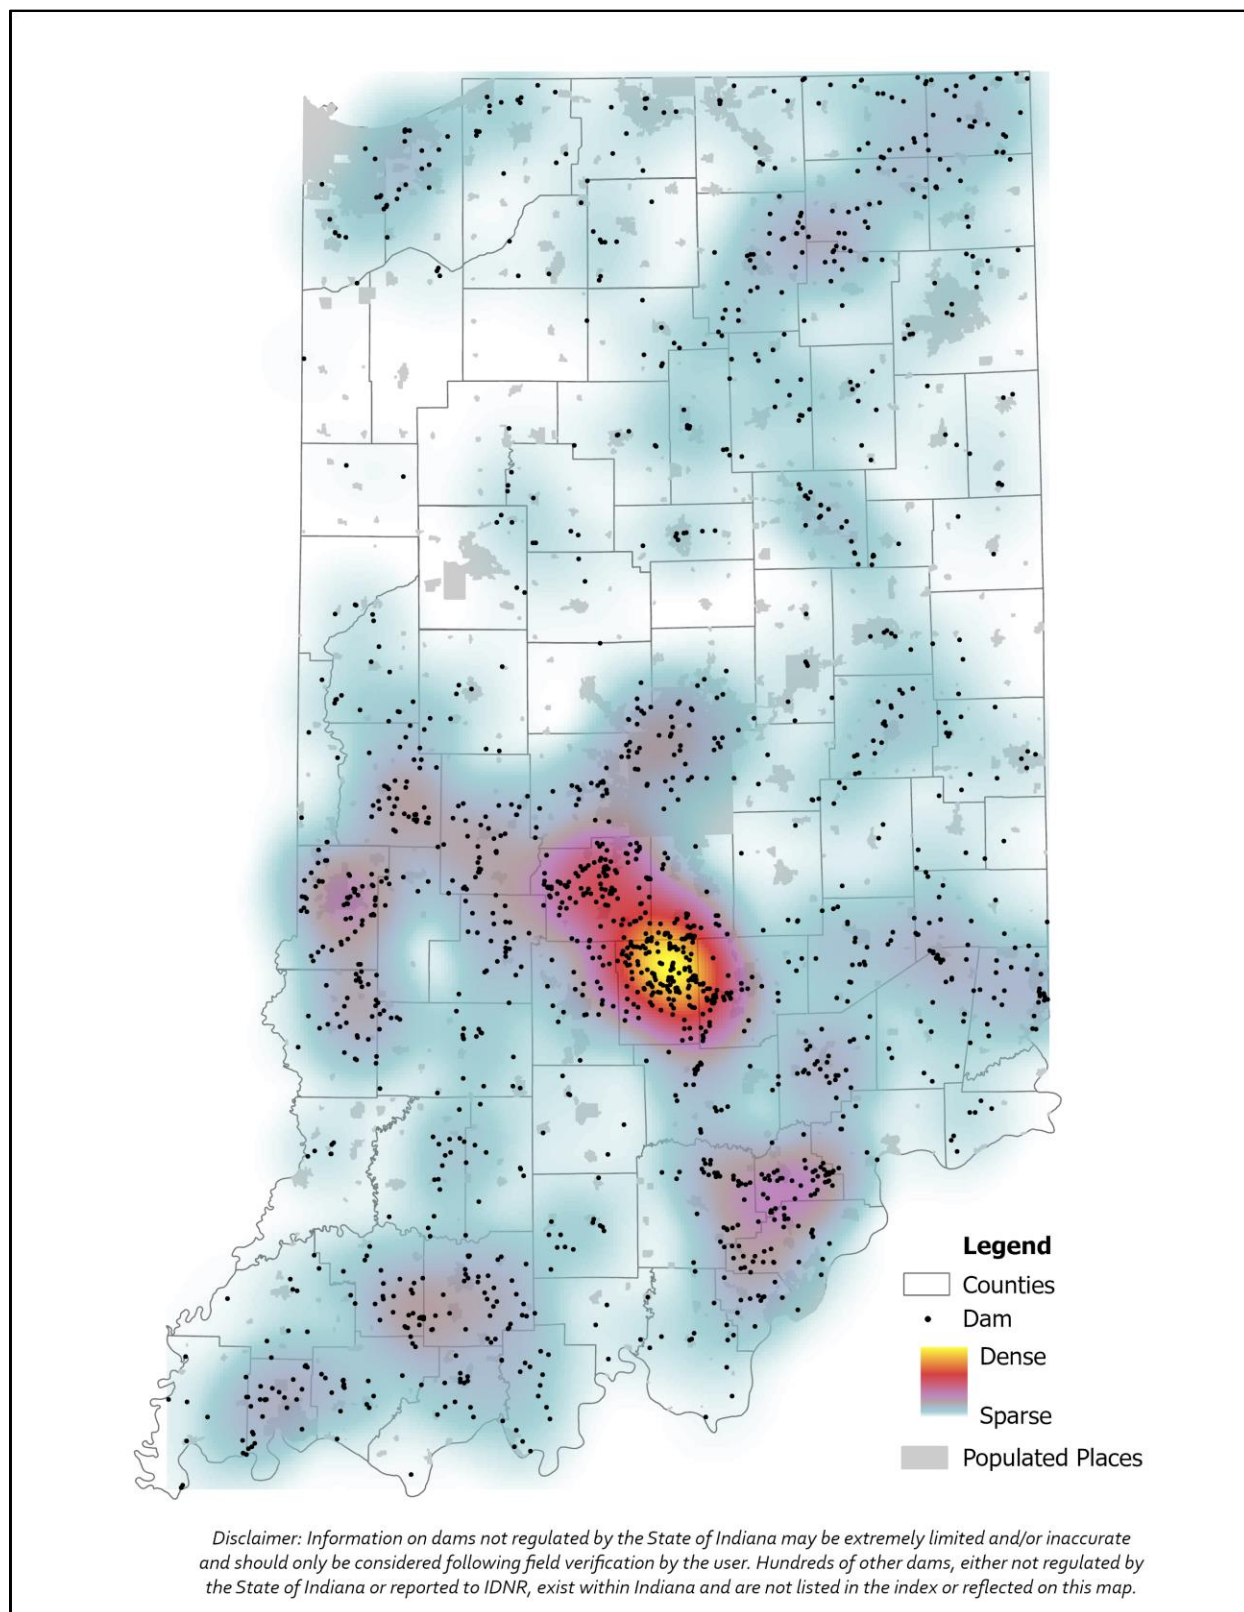 Legend
Counties
Dam
Dense
Sparse
Populated Places
Disclaimer: Information on dams not regulated by the State of Indiana may be extremely limited and/or inaccurate
and should only be considered following field verification by the user. Hundreds of other dams, either not regulated by
the State of Indiana or reported to IDNR, exist within Indiana and are not listed in the index or reflected on this map.